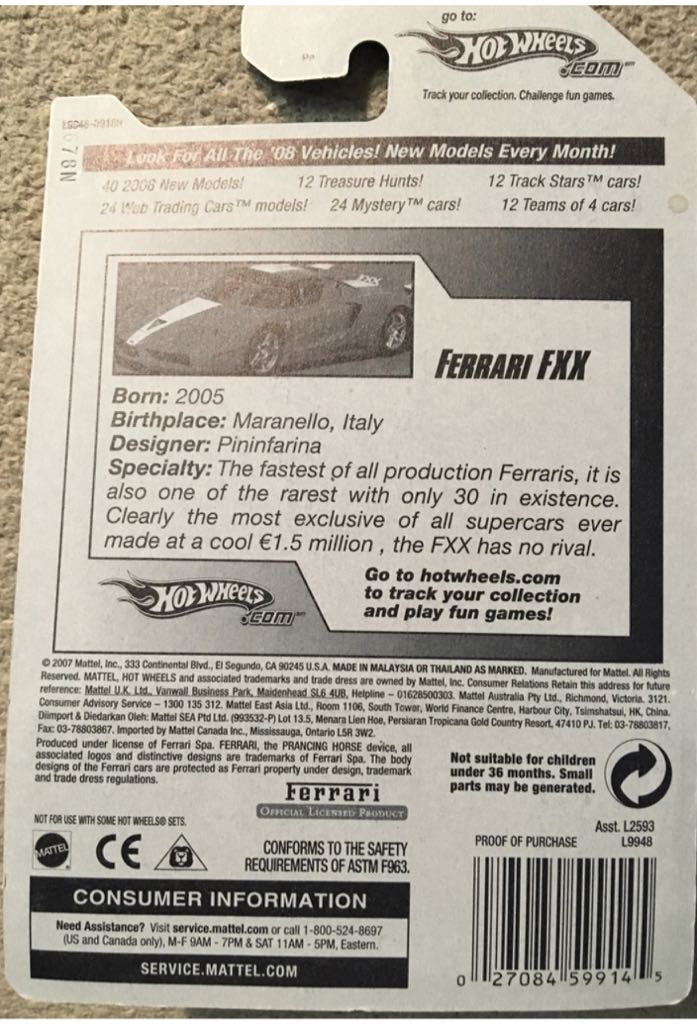 go to:
HOT WHEELS
.COM™
Track your collection. Challenge fun games.
Look For All The '08 Vehicles! New Models Every Month!
40 2008 New Models! 12 Treasure Hunts! 12 Track Stars™ cars!
24 Web Trading Cars™ models! 24 Mystery™ cars! 12 Teams of 4 cars!
FERRARI FXX
Born: 2005
Birthplace: Maranello, Italy
Designer: Pininfarina
Specialty: The fastest of all production Ferraris, it is
also one of the rarest with only 30 in existence.
Clearly the most exclusive of all supercars ever
made at a cool €1.5 million , the FXX has no rival.
HOT WHEELS
.COM™
Go to hotwheels.com
to track your collection
and play fun games!
© 2007 Mattel, Inc., 333 Continental Blvd., El Segundo, CA 90245 U.S.A. MADE IN MALAYSIA OR THAILAND AS MARKED. Manufactured for Mattel. All Rights
Reserved. MATTEL, HOT WHEELS and associated trademarks and trade dress are owned by Mattel, Inc. Consumer Relations Retain this address for future
reference: Mattel U.K. Ltd., Vanwall Business Park, Maidenhead SL6 4UB. Helpline – 01628500303. Mattel Australia Pty Ltd., Richmond, Victoria. 3121.
Consumer Advisory Service – 1300 135 312. Mattel East Asia Ltd., Room 1106, South Tower, World Finance Centre, Harbour City, Tsimshatsui, HK, China.
Diimport & Diedarkan Oleh: Mattel SEA Ptd Ltd. (993532-P) Lot 13.5, Menara Lien Hoe, Persiaran Tropicana Golf Country Resort, 47410 PJ. Tel: 03-78803817,
Fax: 03-78803867. Imported by Mattel Canada Inc., Mississauga, Ontario L5R 3W2.
Produced under license of Ferrari Spa. FERRARI, the PRANCING HORSE device, all
associated logos and distinctive designs are trademarks of Ferrari Spa. The body
designs of the Ferrari cars are protected as Ferrari property under design, trademark
and trade dress regulations.
Ferrari
OFFICIAL LICENSED PRODUCT
Not suitable for children
under 36 months. Small
parts may be generated.
NOT FOR USE WITH SOME HOT WHEELS® SETS.
MATTEL
CE
CONFORMS TO THE SAFETY
REQUIREMENTS OF ASTM F963.
Asst. L2593
PROOF OF PURCHASE L9948
CONSUMER INFORMATION
Need Assistance? Visit service.mattel.com or call 1-800-524-8697
(US and Canada only), M-F 9AM - 7PM & SAT 11AM - 5PM, Eastern.
SERVICE.MATTEL.COM
0 27084 59914 5